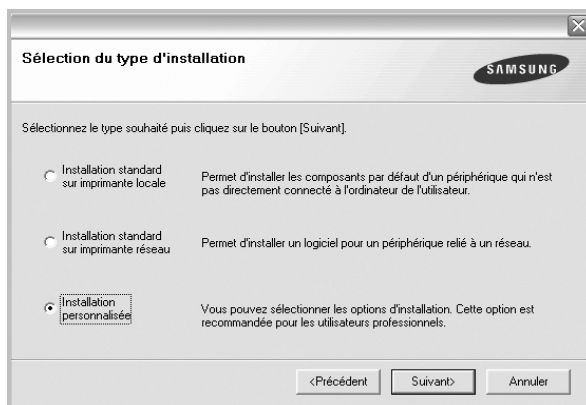 Sélection du type d'installation
SAMSUNG
Sélectionnez le type souhaité puis cliquez sur le bouton [Suivant].
Installation standard
sur imprimante locale
Permet d'installer les composants par défaut d'un périphérique qui n'est
pas directement connecté à l'ordinateur de l'utilisateur.
Installation standard
sur imprimante réseau
Permet d'installer un logiciel pour un périphérique relié à un réseau.
Installation
personnalisée
Vous pouvez sélectionner les options d'installation. Cette option est
recommandée pour les utilisateurs professionnels.
<Précédent
Suivant>
Annuler